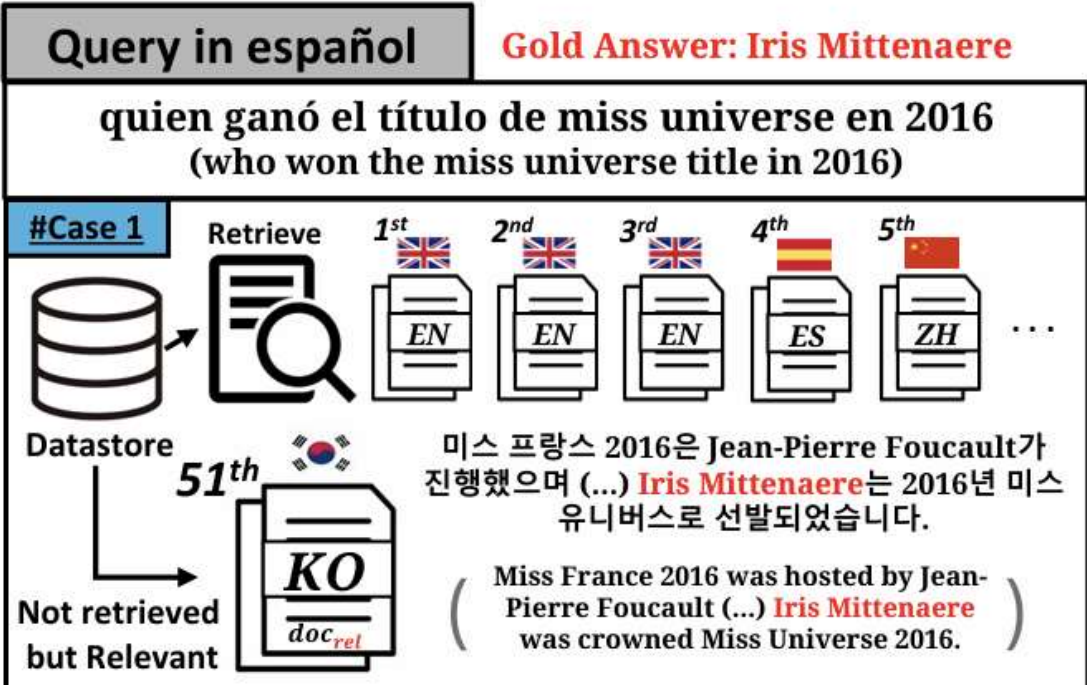 Query in español
Gold Answer: Iris Mittenaere
quien ganó el título de miss universe en 2016
(who won the miss universe title in 2016)
#Case 1
Retrieve
1st
2nd
3rd
4th
5th
EN
EN
EN
ES
ZH
...
Datastore
51th
KO
docrel
Not retrieved
but Relevant
미스 프랑스 2016은 Jean-Pierre Foucault가
진행했으며 (...) Iris Mittenaere는 2016년 미스
유니버스로 선발되었습니다.
( Miss France 2016 was hosted by Jean-
Pierre Foucault (...) Iris Mittenaere
was crowned Miss Universe 2016. )